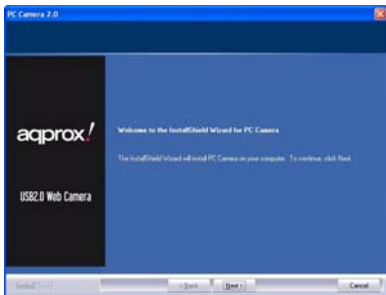 PC Camera 2.0
Welcome to the InstallShield Wizard for PC Camera
The InstallShield Wizard will install PC Camera on your computer. To continue, click Next.
aqprox!
USB2.0 Web Camera
InstallShield
< Back
Next >
Cancel